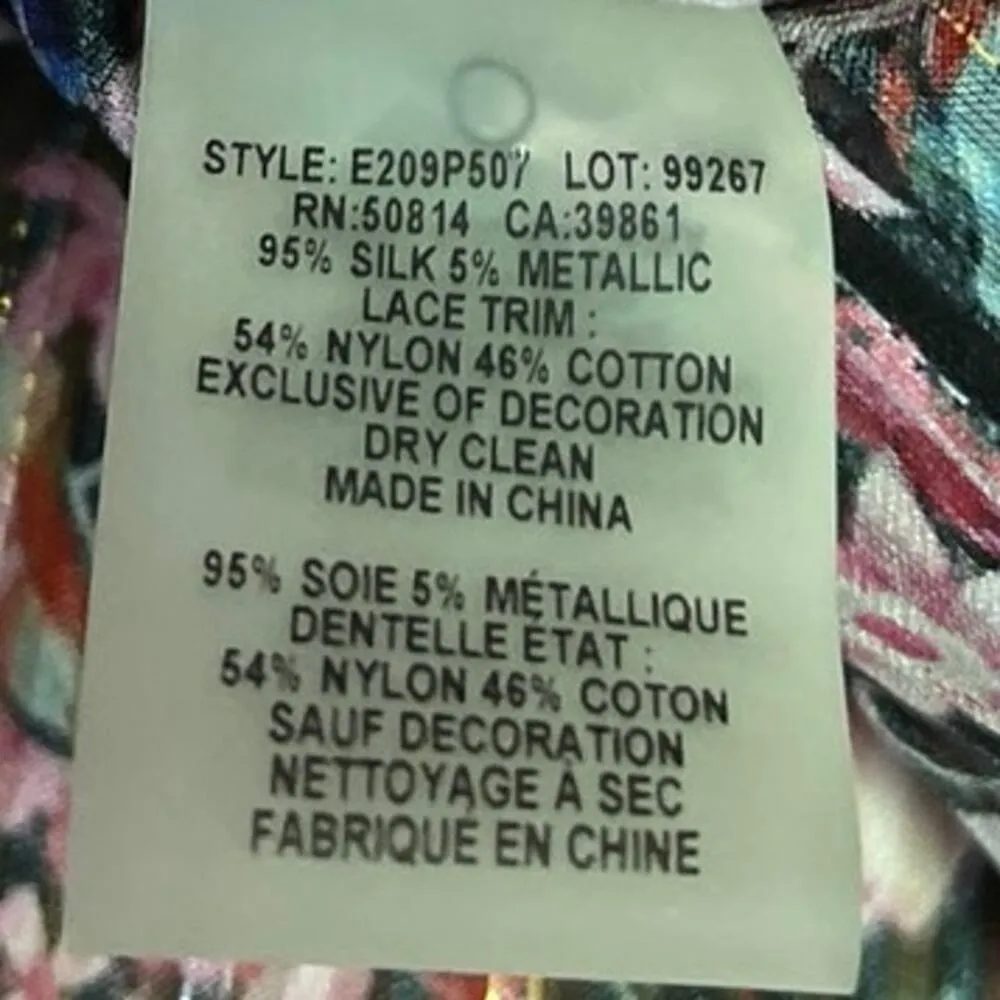 STYLE: E209P507 LOT: 99267
RN:50814 CA:39861
95% SILK 5% METALLIC
LACE TRIM :
54% NYLON 46% COTTON
EXCLUSIVE OF DECORATION
DRY CLEAN
MADE IN CHINA
95% SOIE 5% MÉTALLIQUE
DENTELLE ÉTAT :
54% NYLON 46% COTON
SAUF DECORATION
NETTOYAGE À SEC
FABRIQUE EN CHINE